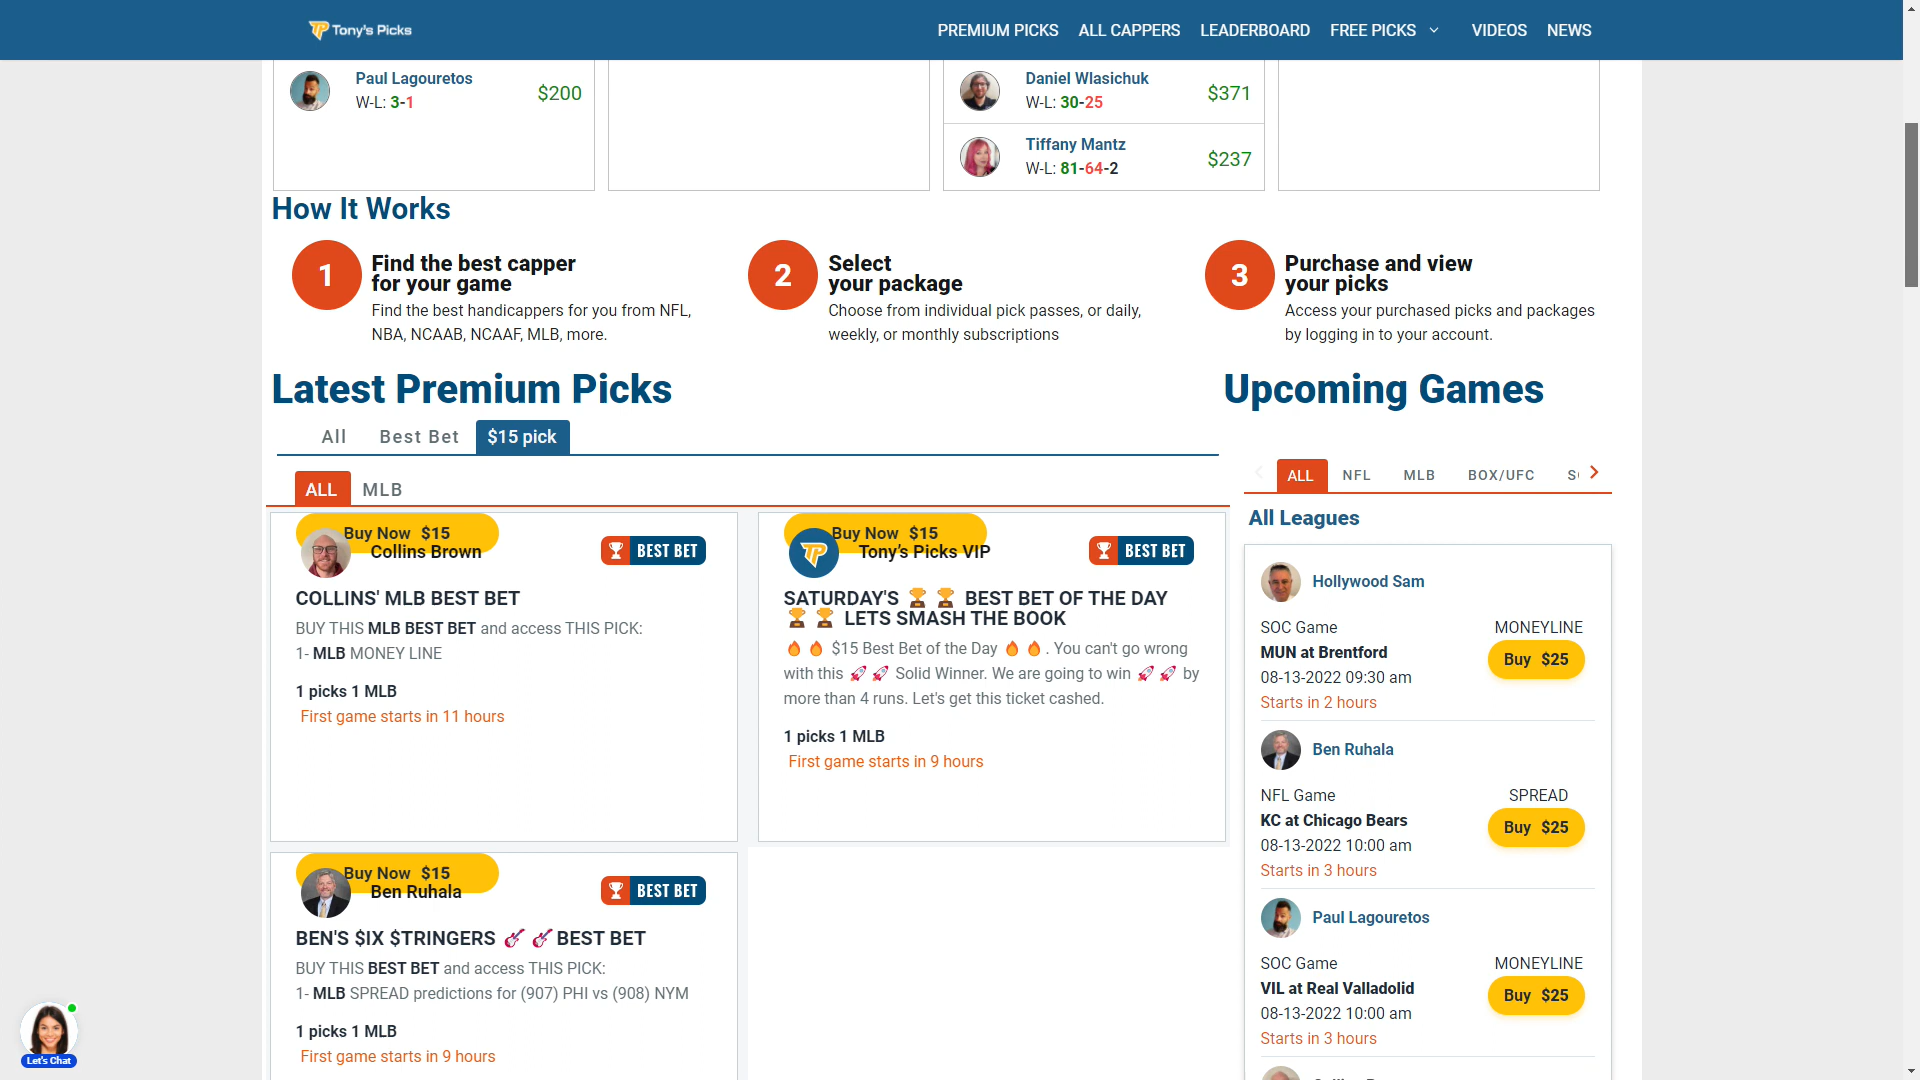 Tony's Picks
PREMIUM PICKS ALL CAPPERS LEADERBOARD FREE PICKS VIDEOS NEWS
Paul Lagouretos
W-L: 3-1
$200
Daniel Wlasichuk
W-L: 30-25
$371
Tiffany Mantz
W-L: 81-64-2
$237
How It Works
1
Find the best capper
for your game
Find the best handicappers for you from NFL,
NBA, NCAAB, NCAAF, MLB, more.
2
Select
your package
Choose from individual pick passes, or daily,
weekly, or monthly subscriptions
3
Purchase and view
your picks
Access your purchased picks and packages
by logging in to your account.
Latest Premium Picks
All Best Bet $15 pick
ALL MLB
Buy Now $15
Collins Brown
BEST BET
COLLINS' MLB BEST BET
BUY THIS MLB BEST BET and access THIS PICK:
1- MLB MONEY LINE
1 picks 1 MLB
First game starts in 11 hours
Buy Now $15
Tony's Picks VIP
BEST BET
SATURDAY'S 🏆 🏆 BEST BET OF THE DAY
🏆 🏆 LETS SMASH THE BOOK
🔥 🔥 $15 Best Bet of the Day 🔥 🔥. You can't go wrong
with this 🚀 🚀 Solid Winner. We are going to win 🚀 🚀 by
more than 4 runs. Let's get this ticket cashed.
1 picks 1 MLB
First game starts in 9 hours
Buy Now $15
Ben Ruhala
BEST BET
BEN'S $IX $TRINGERS 🎸 🎸 BEST BET
BUY THIS BEST BET and access THIS PICK:
1- MLB SPREAD predictions for (907) PHI vs (908) NYM
1 picks 1 MLB
First game starts in 9 hours
Upcoming Games
ALL NFL MLB BOX/UFC
All Leagues
Hollywood Sam
SOC Game
MUN at Brentford
08-13-2022 09:30 am
Starts in 2 hours
MONEYLINE
Buy $25
Ben Ruhala
NFL Game
KC at Chicago Bears
08-13-2022 10:00 am
Starts in 3 hours
SPREAD
Buy $25
Paul Lagouretos
SOC Game
VIL at Real Valladolid
08-13-2022 10:00 am
Starts in 3 hours
MONEYLINE
Buy $25
Let's Chat